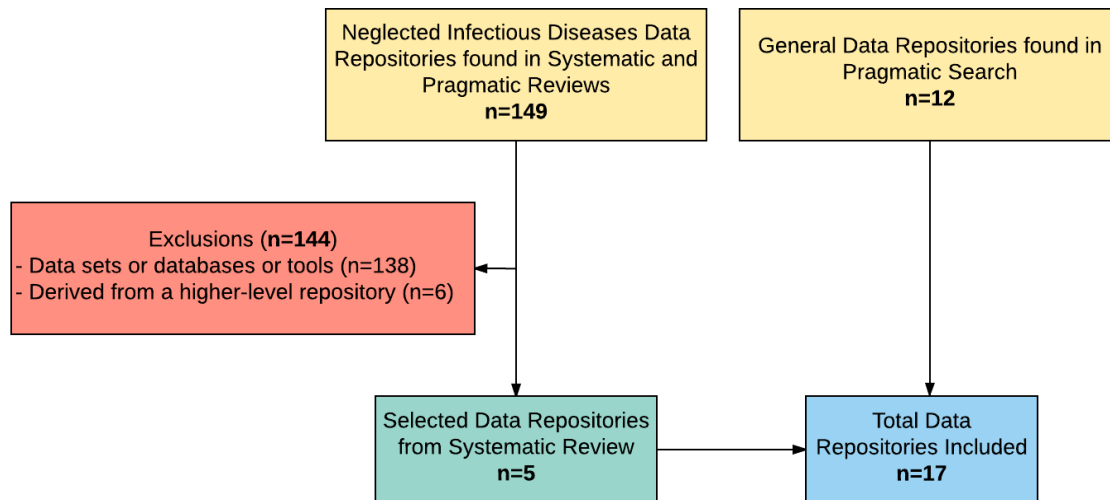 Neglected Infectious Diseases Data
Repositories found in Systematic and
Pragmatic Reviews
n=149
General Data Repositories found in
Pragmatic Search
n=12
Exclusions (n=144)
- Data sets or databases or tools (n=138)
- Derived from a higher-level repository (n=6)
Selected Data Repositories
from Systematic Review
n=5
Total Data
Repositories Included
n=17